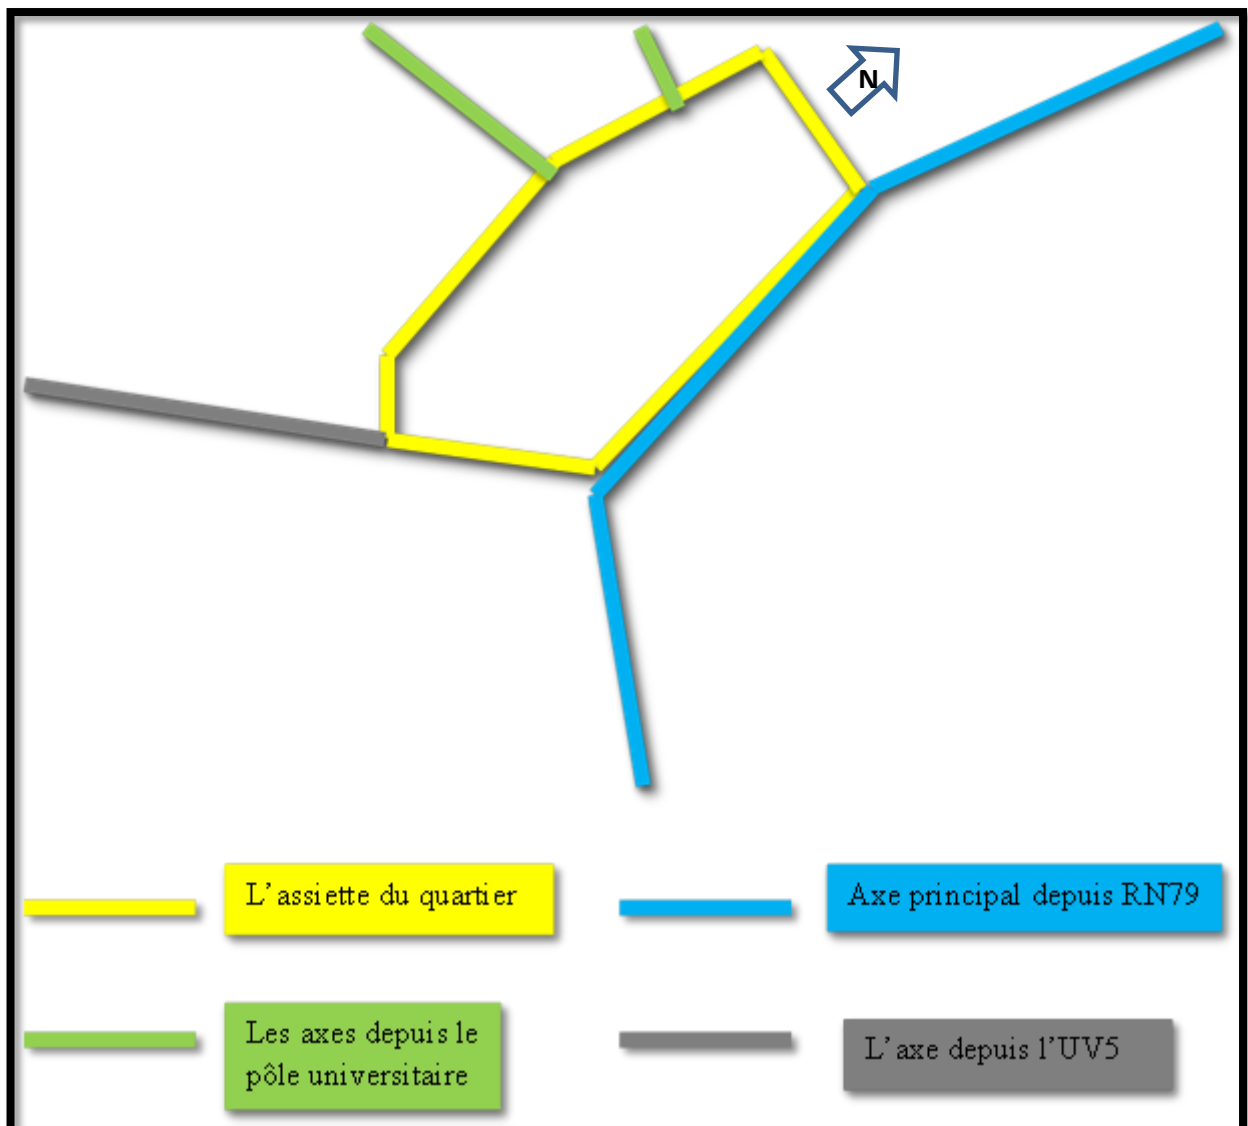 N
L'assiette du quartier
Axe principal depuis RN79
Les axes depuis le
pôle universitaire
L'axe depuis l'UV5